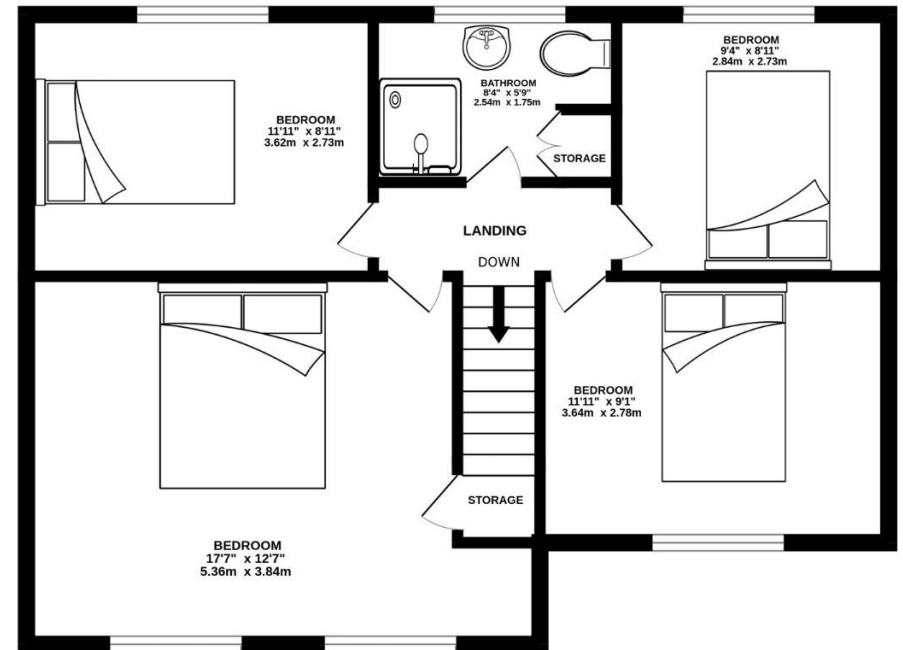 BEDROOM
11'11" x 8'11"
3.62m x 2.73m
BATHROOM
8'4" x 5'9"
2.54m x 1.75m
STORAGE
BEDROOM
9'4" x 8'11"
2.84m x 2.73m
LANDING
DOWN
BEDROOM
17'7" x 12'7"
5.36m x 3.84m
STORAGE
BEDROOM
11'11" x 9'1"
3.64m x 2.78m